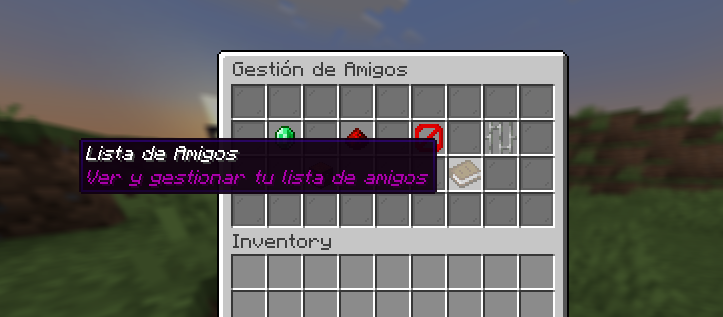 Gestión de Amigos
Lista de Amigos
Ver y gestionar tu lista de amigos
Inventory